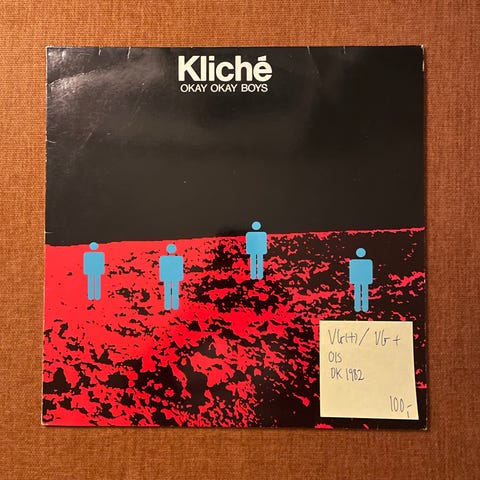 Kliché
OKAY OKAY BOYS
VG(+) / VG+
OIS
DK 1982
100,-